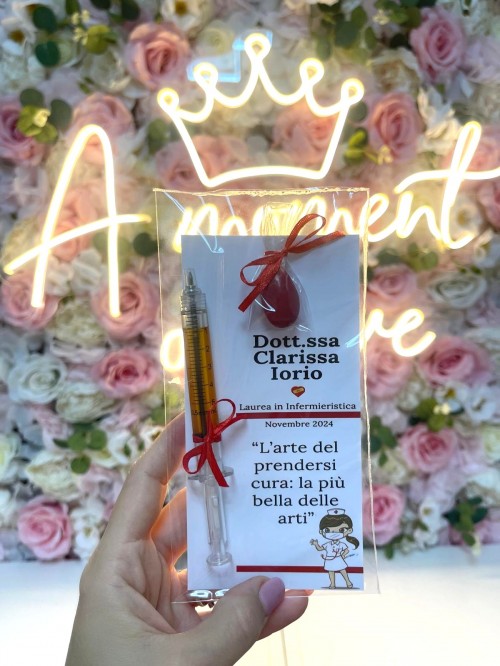 A moment
Dott.ssa
Clarissa
Iorio
Laurea in Infermieristica
Novembre 2024
“L’arte del
prendersi
cura: la più
bella delle
arti”